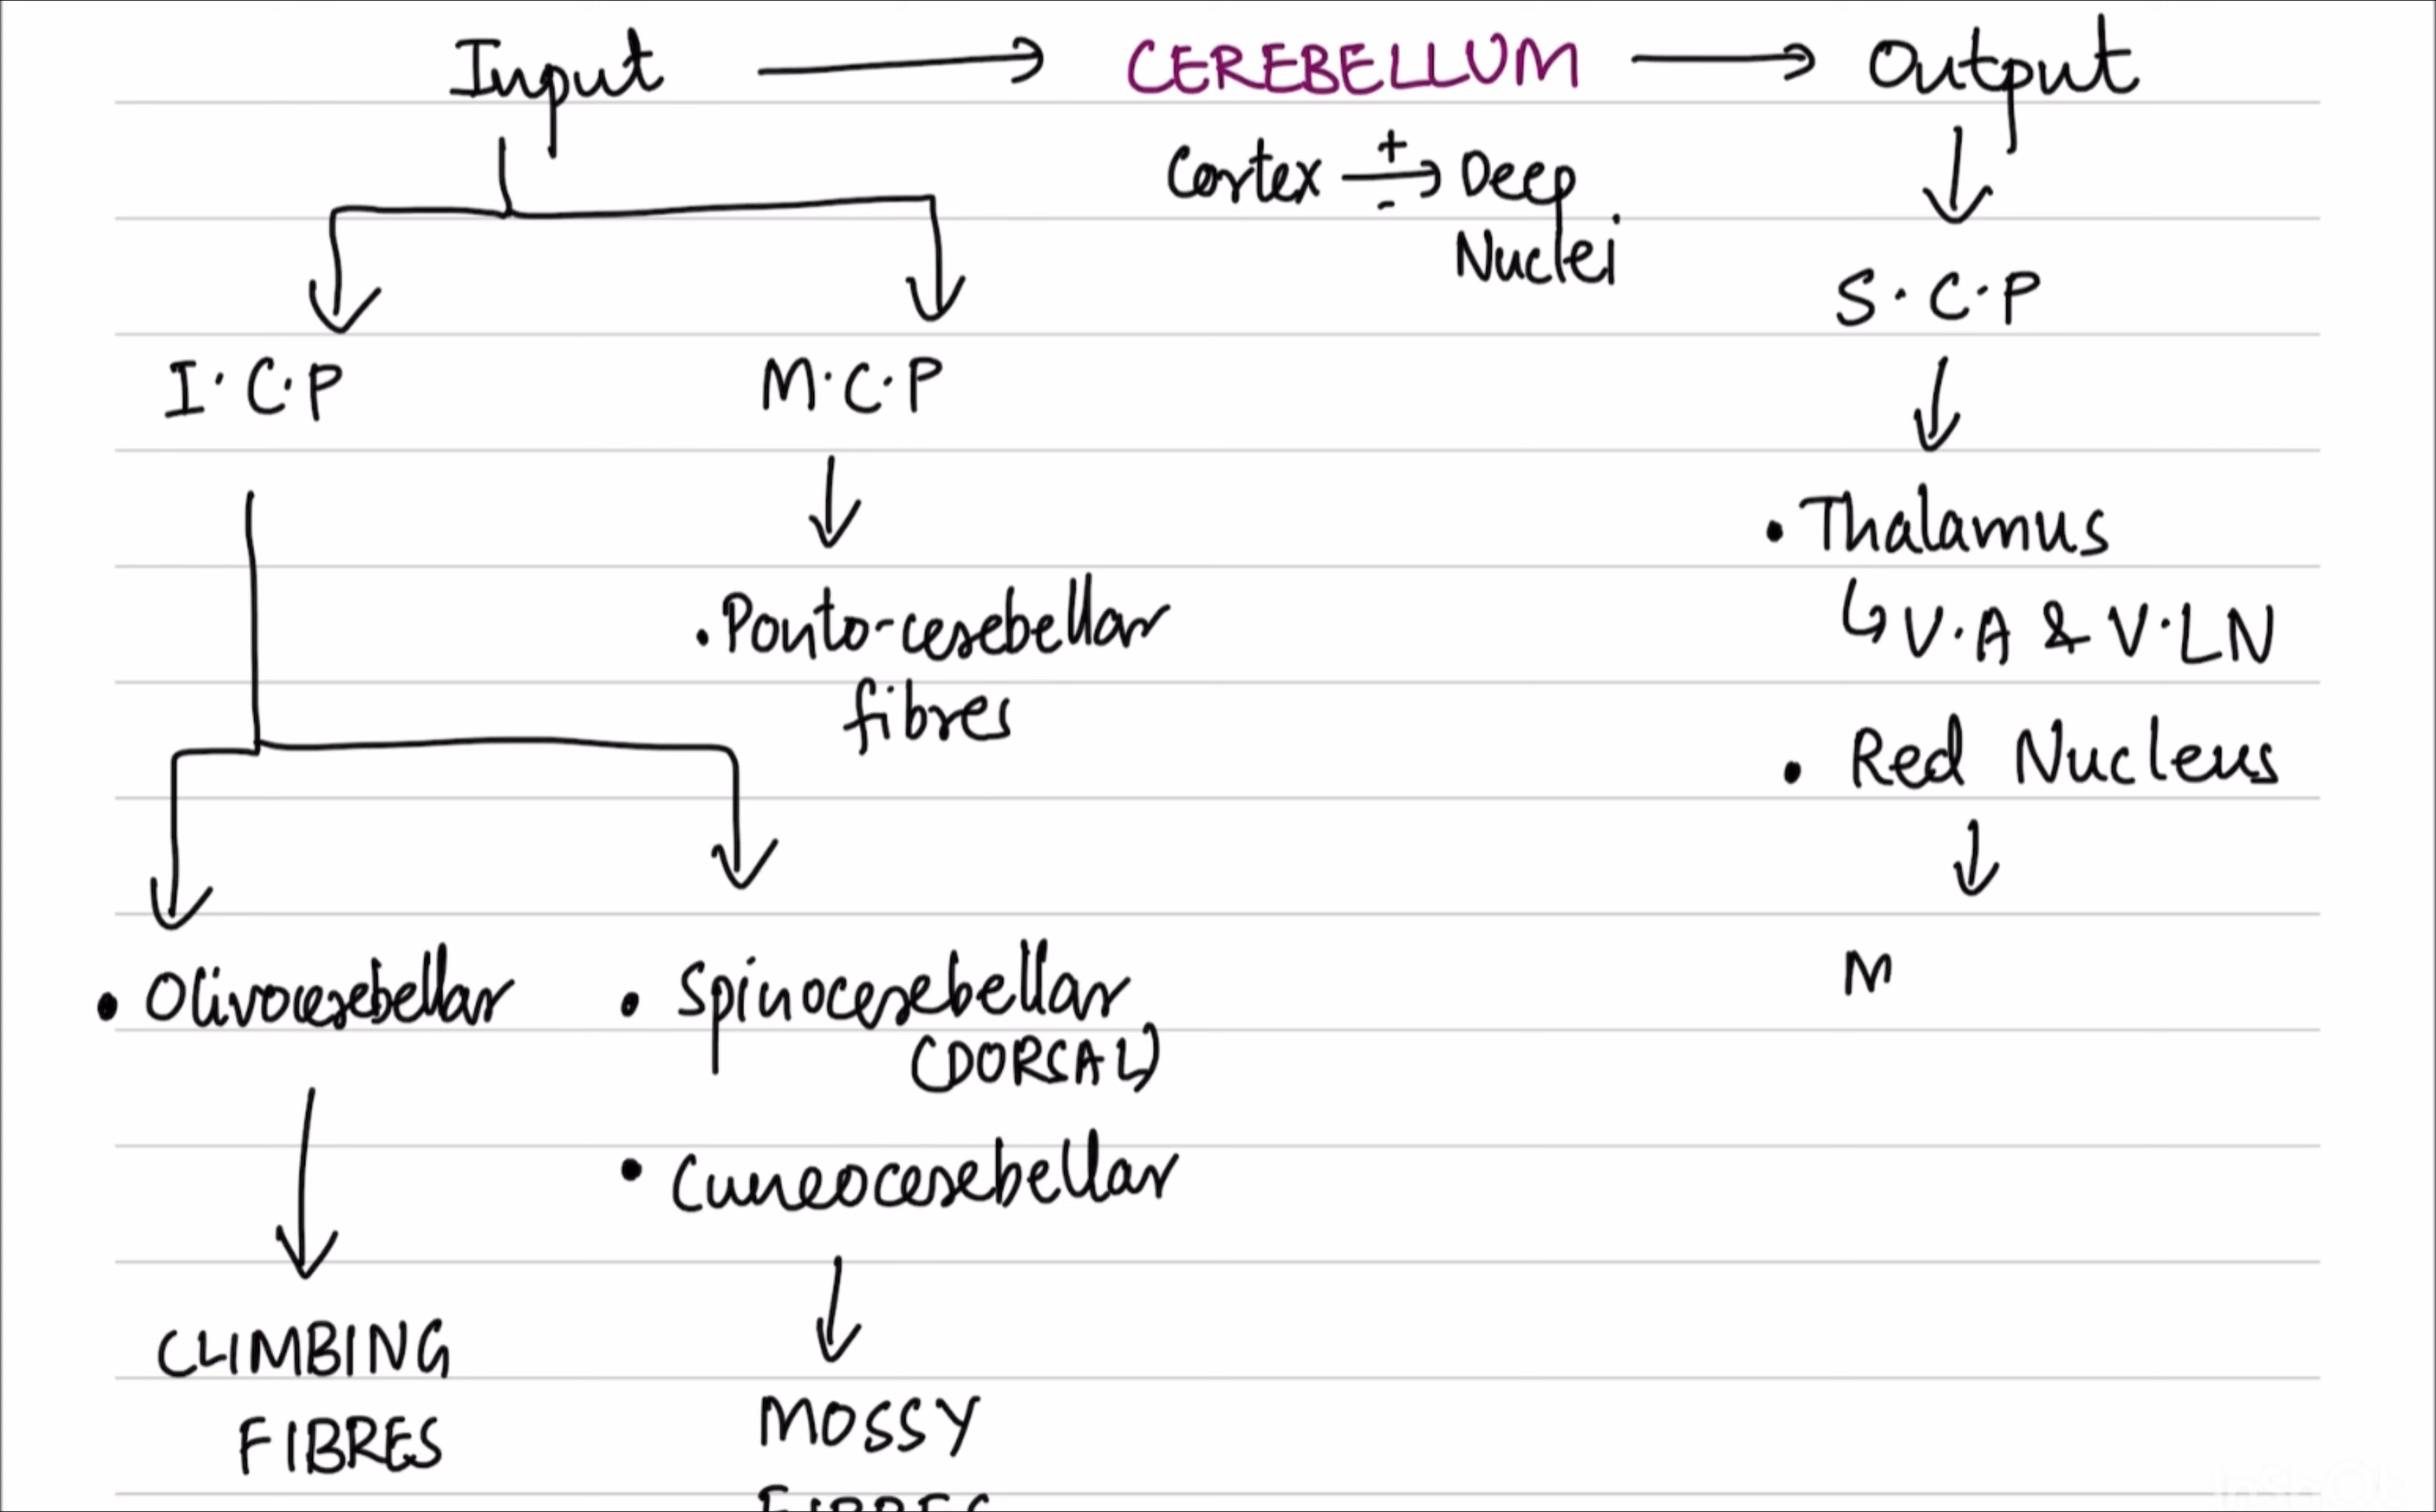 Input → CEREBELLUM → Output
Cortex +→- Deep
Nuclei
S.C.P
I.C.P
M.C.P
• Thalamus
↳ V.A & V.LN
• Ponto-cerebellar
fibres
• Red Nucleus
M
• Olivocerebellar
• Spinocerebellar
(DORSAL)
• Cuneocerebellar
CLIMBING
FIBRES
MOSSY
FIBRES